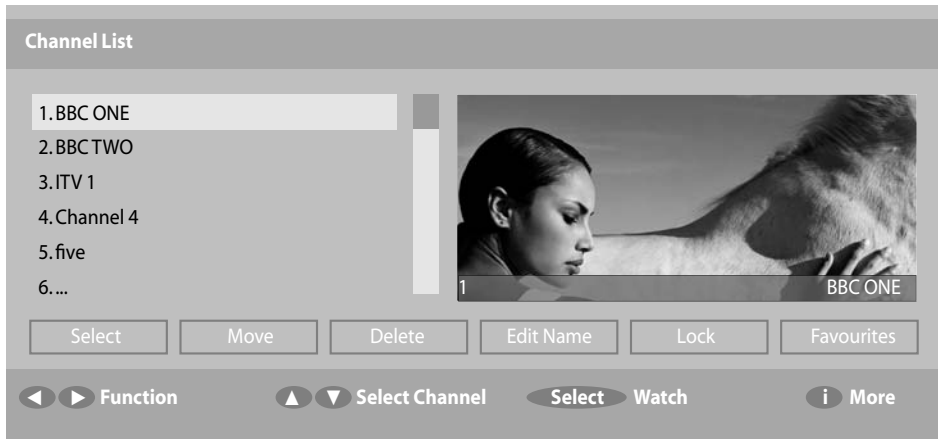 Channel List
1. BBC ONE
2. BBC TWO
3. ITV 1
4. Channel 4
5. five
6. ...
1 BBC ONE
Select Move Delete Edit Name Lock Favourites
Function Select Channel Select Watch i More